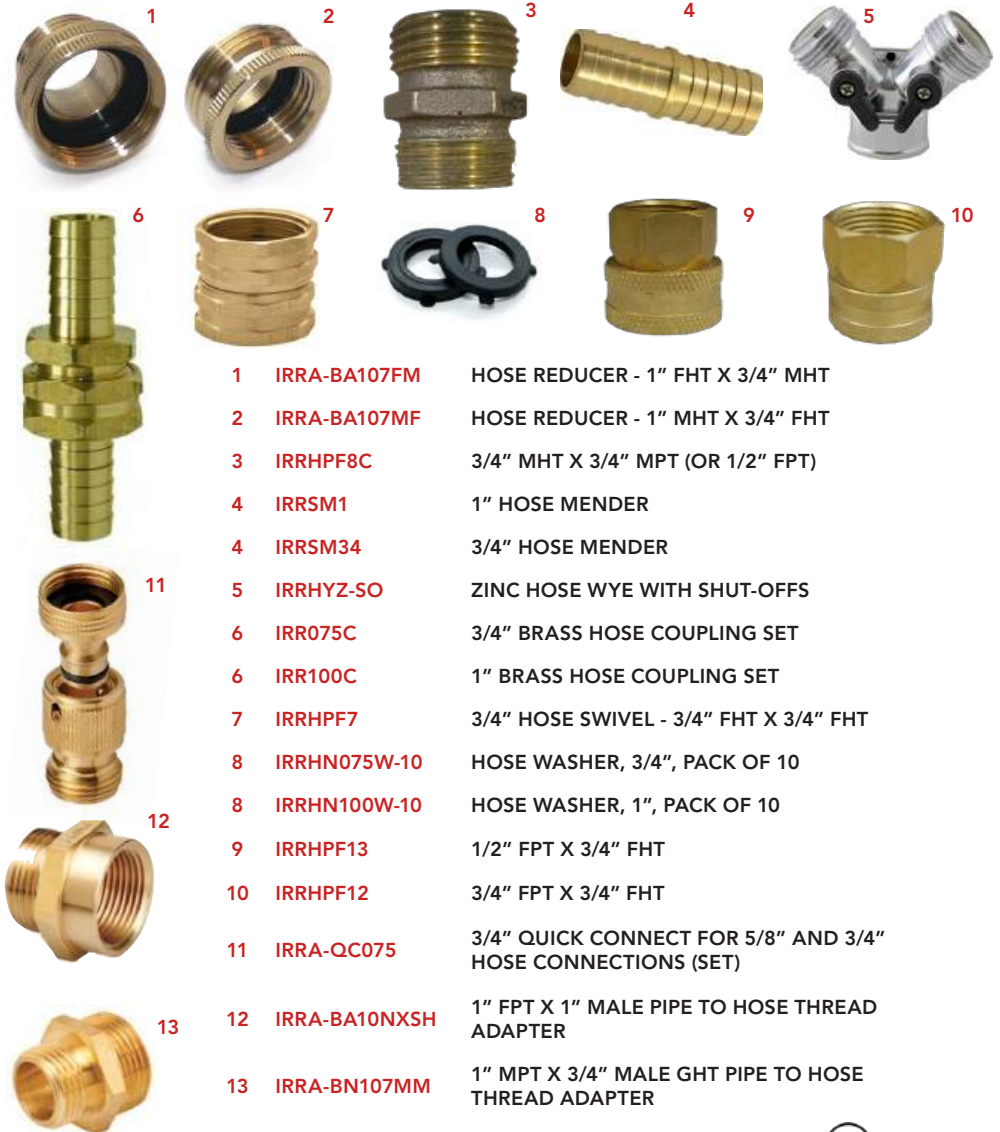 1
2
3
4
5
6
7
8
9
10
1 IRRA-BA107FM HOSE REDUCER - 1” FHT X 3/4” MHT
2 IRRA-BA107MF HOSE REDUCER - 1” MHT X 3/4” FHT
3 IRRHPF8C 3/4” MHT X 3/4” MPT (OR 1/2” FPT)
4 IRRSM1 1” HOSE MENDER
4 IRRSM34 3/4” HOSE MENDER
11
5 IRRHYZ-SO ZINC HOSE WYE WITH SHUT-OFFS
6 IRR075C 3/4” BRASS HOSE COUPLING SET
6 IRR100C 1” BRASS HOSE COUPLING SET
7 IRRHPF7 3/4” HOSE SWIVEL - 3/4” FHT X 3/4” FHT
8 IRRHN075W-10 HOSE WASHER, 3/4”, PACK OF 10
8 IRRHN100W-10 HOSE WASHER, 1”, PACK OF 10
12
9 IRRHPF13 1/2” FPT X 3/4” FHT
10 IRRHPF12 3/4” FPT X 3/4” FHT
11 IRRA-QC075 3/4” QUICK CONNECT FOR 5/8” AND 3/4”
HOSE CONNECTIONS (SET)
12 IRRA-BA10NXSH 1” FPT X 1” MALE PIPE TO HOSE THREAD
ADAPTER
13
13 IRRA-BN107MM 1” MPT X 3/4” MALE GHT PIPE TO HOSE
THREAD ADAPTER